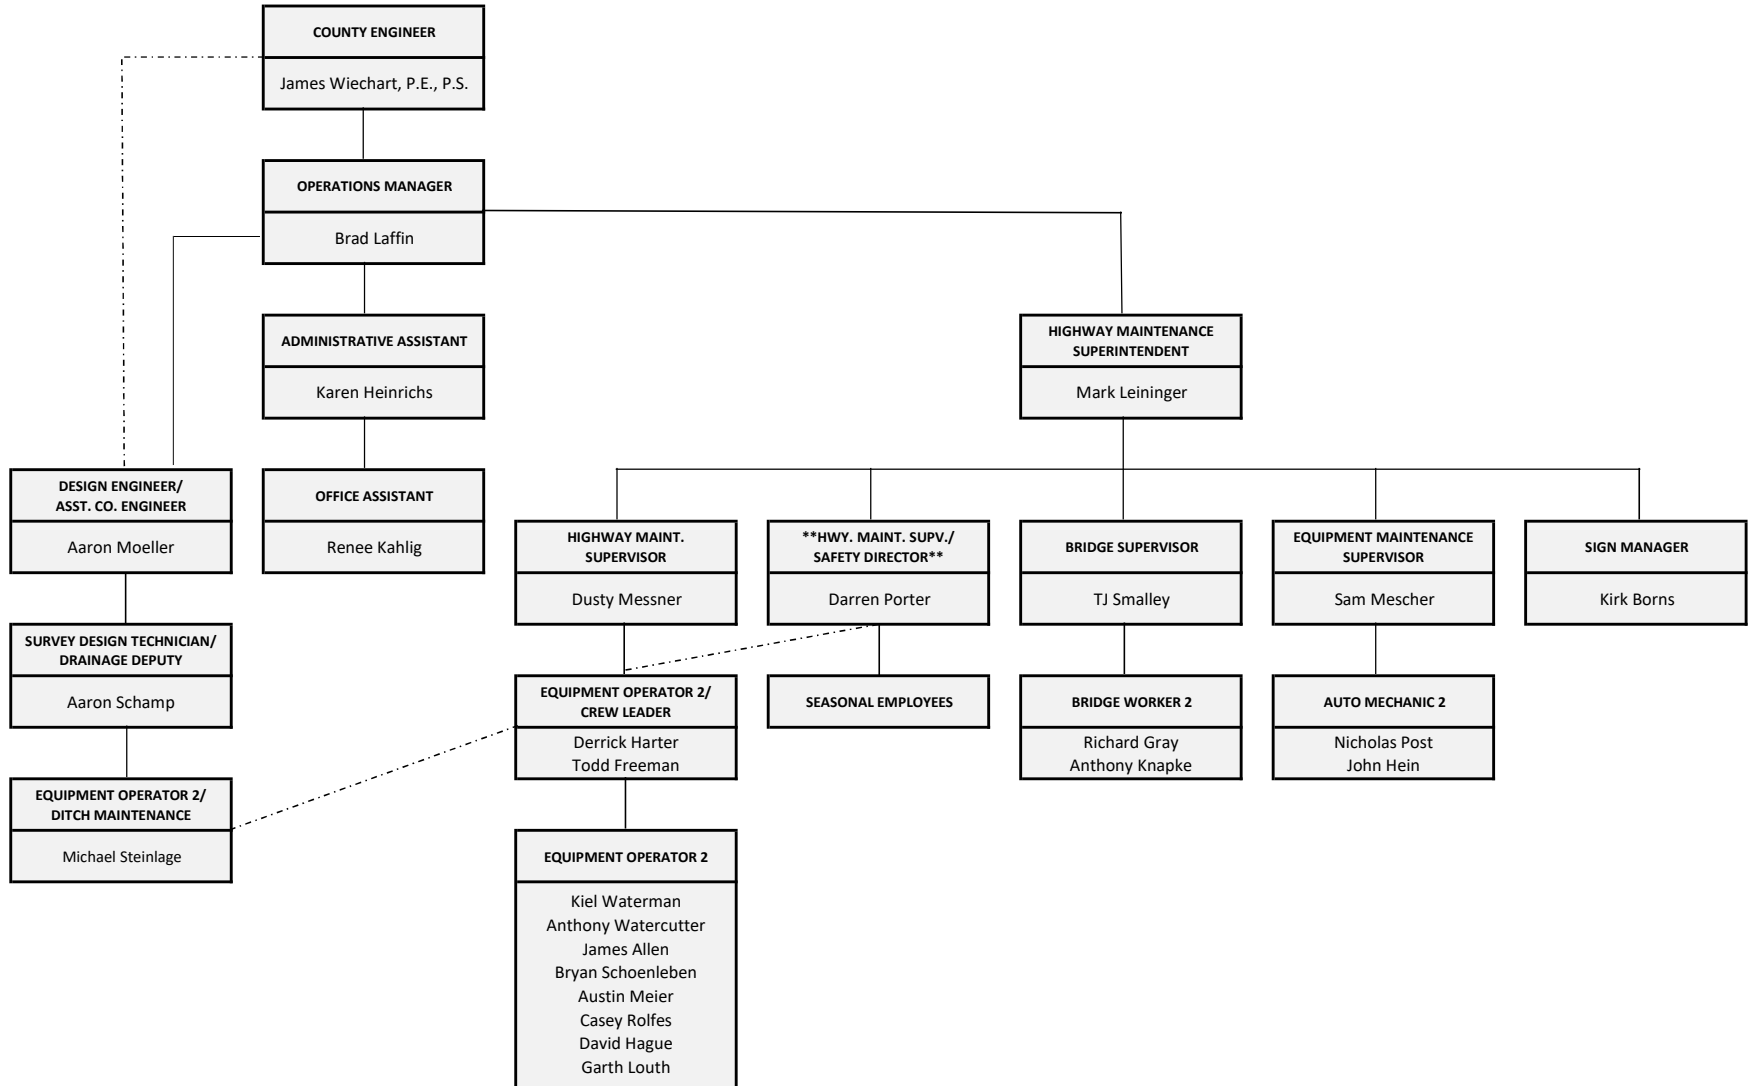 COUNTY ENGINEER
James Wiechart, P.E., P.S.
OPERATIONS MANAGER
Brad Laffin
ADMINISTRATIVE ASSISTANT
Karen Heinrichs
HIGHWAY MAINTENANCE
SUPERINTENDENT
Mark Leininger
DESIGN ENGINEER/
ASST. CO. ENGINEER
Aaron Moeller
OFFICE ASSISTANT
Renee Kahlig
HIGHWAY MAINT.
SUPERVISOR
Dusty Messner
**HWY. MAINT. SUPV./
SAFETY DIRECTOR**
Darren Porter
BRIDGE SUPERVISOR
TJ Smalley
EQUIPMENT MAINTENANCE
SUPERVISOR
Sam Mescher
SIGN MANAGER
Kirk Borns
SURVEY DESIGN TECHNICIAN/
DRAINAGE DEPUTY
Aaron Schamp
EQUIPMENT OPERATOR 2/
CREW LEADER
Derrick Harter
Todd Freeman
SEASONAL EMPLOYEES
BRIDGE WORKER 2
Richard Gray
Anthony Knapke
AUTO MECHANIC 2
Nicholas Post
John Hein
EQUIPMENT OPERATOR 2/
DITCH MAINTENANCE
Michael Steinlage
EQUIPMENT OPERATOR 2
Kiel Waterman
Anthony Watercutter
James Allen
Bryan Schoenleben
Austin Meier
Casey Rolfes
David Hague
Garth Louth